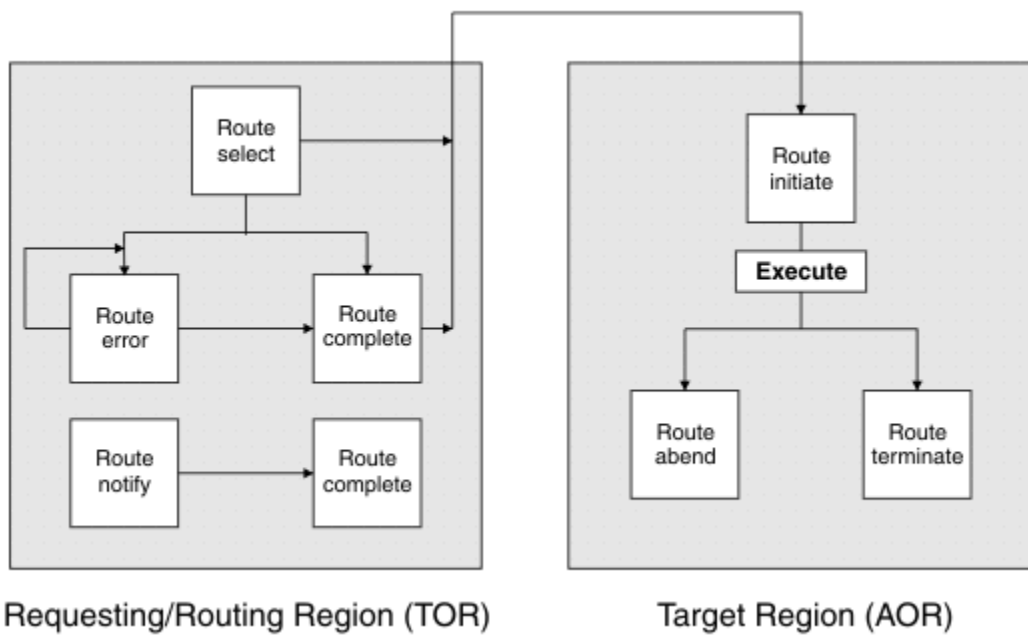 Route
select
Route
error
Route
complete
Route
notify
Route
complete
Requesting/Routing Region (TOR)
Route
initiate
Execute
Route
abend
Route
terminate
Target Region (AOR)